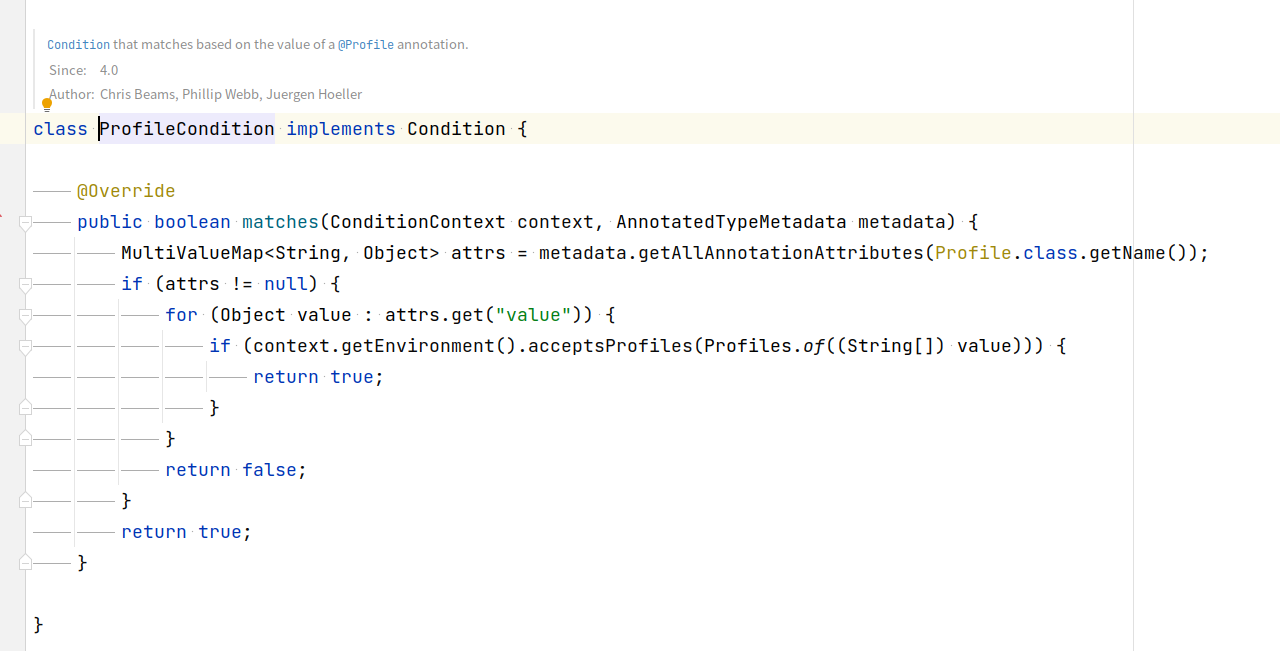 Condition that matches based on the value of a @Profile annotation.
Since: 4.0
Author: Chris Beams, Phillip Webb, Juergen Hoeller
class ProfileCondition implements Condition {
@Override
public boolean matches(ConditionContext context, AnnotatedTypeMetadata metadata) {
MultiValueMap<String, Object> attrs = metadata.getAllAnnotationAttributes(Profile.class.getName());
if (attrs != null) {
for (Object value : attrs.get("value")) {
if (context.getEnvironment().acceptsProfiles(Profiles.of((String[]) value))) {
return true;
}
}
return false;
}
return true;
}
}